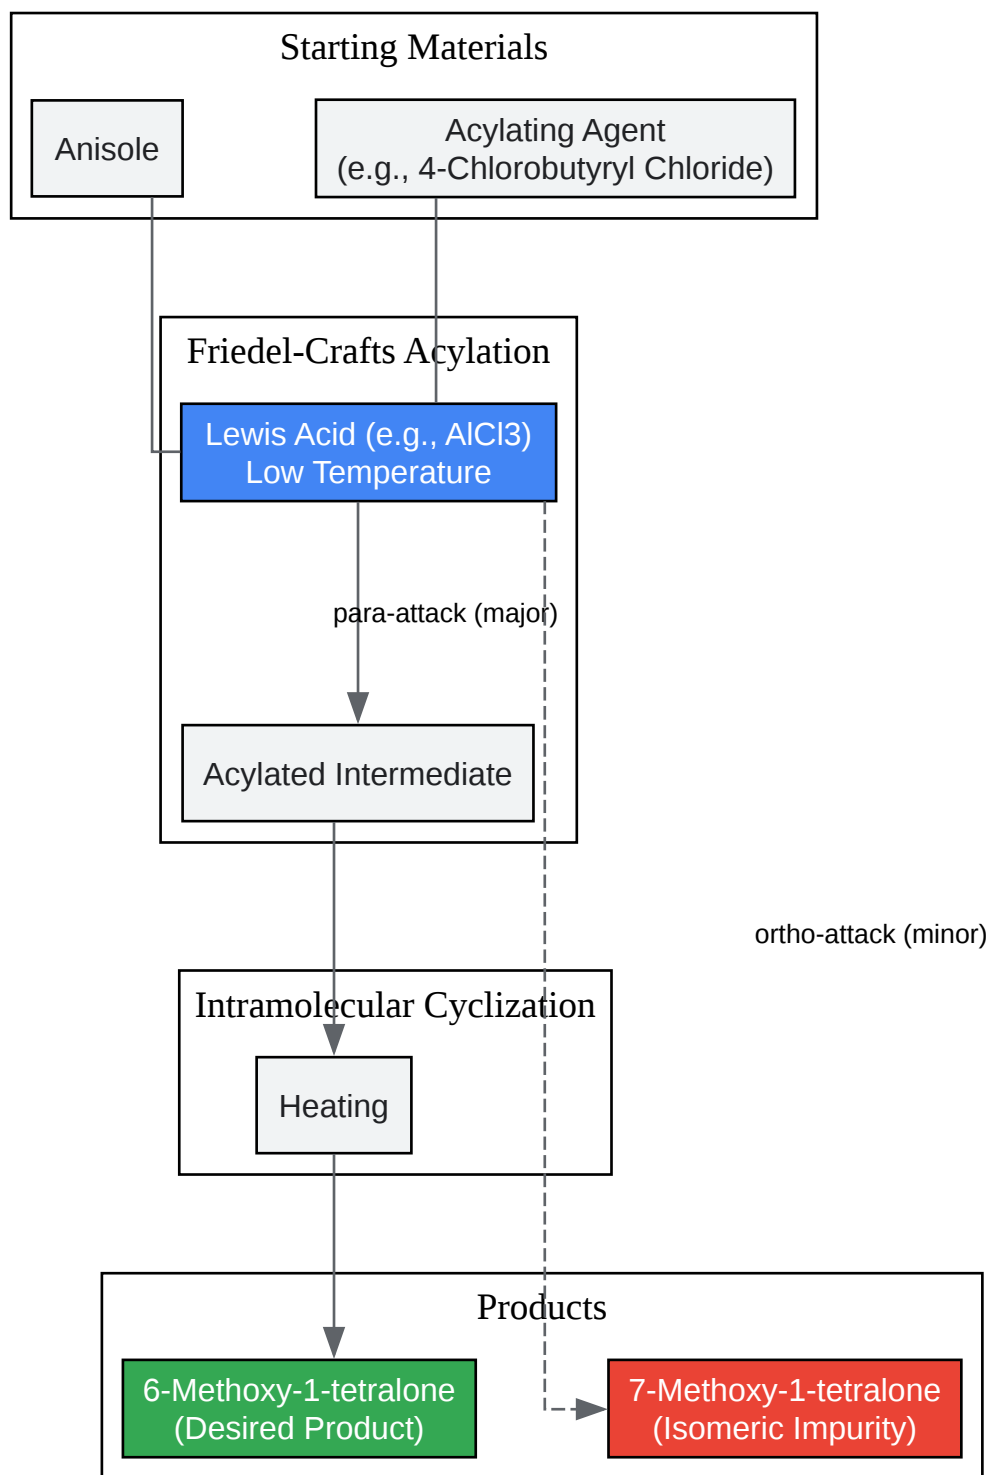 Starting Materials
Anisole
Acylating Agent
(e.g., 4-Chlorobutyryl Chloride)
Friedel-Crafts Acylation
Lewis Acid (e.g., AlCl3)
Low Temperature
para-attack (major)
Acylated Intermediate
ortho-attack (minor)
Intramolecular Cyclization
Heating
Products
6-Methoxy-1-tetralone
(Desired Product)
7-Methoxy-1-tetralone
(Isomeric Impurity)